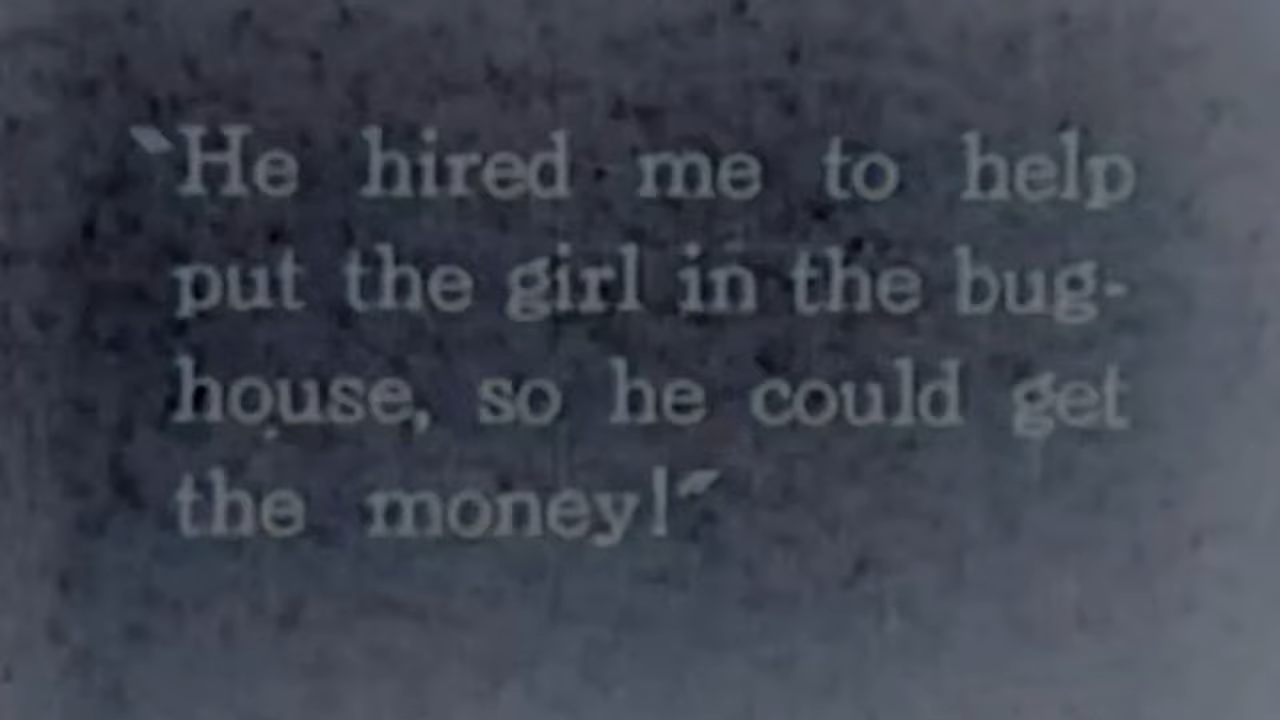 "He hired me to help
put the girl in the bug-
house, so he could get
the money!"